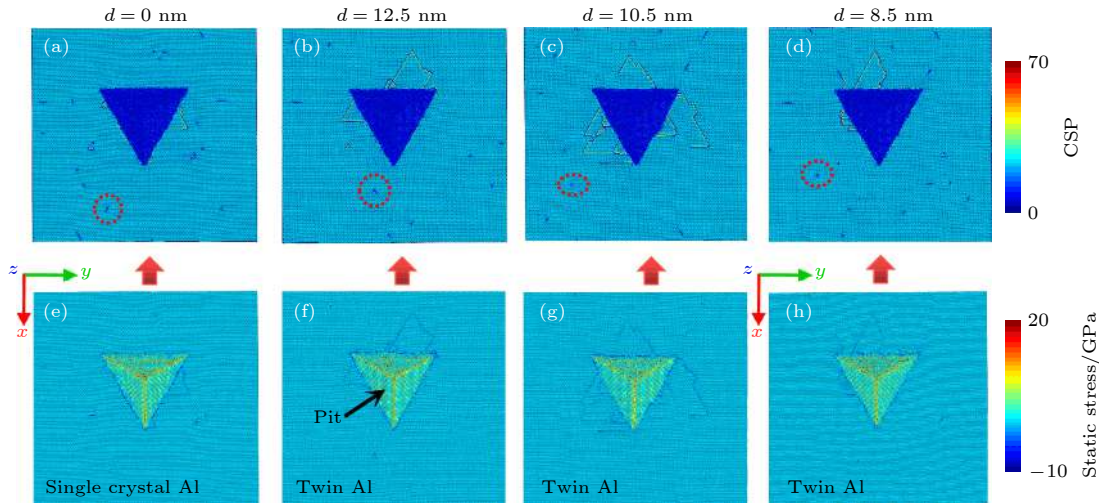 d = 0 nm
d = 12.5 nm
d = 10.5 nm
d = 8.5 nm
(a)
(b)
(c)
(d)
70
CSP
0
z
y
x
z
y
x
(e)
(f)
(g)
(h)
20
Static stress/GPa
−10
Pit
Single crystal Al
Twin Al
Twin Al
Twin Al